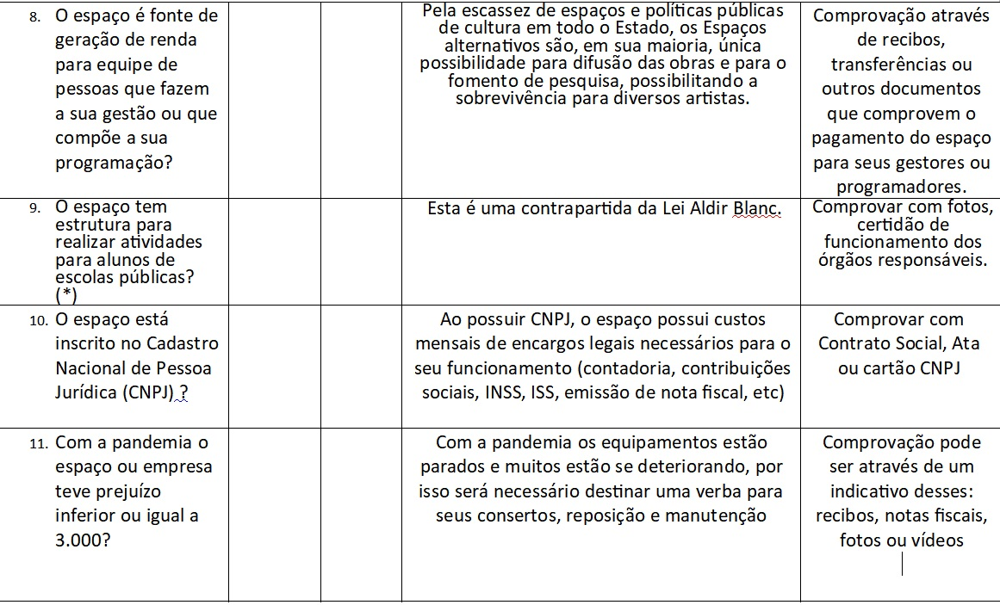 8. O espaço é fonte de
geração de renda
para equipe de
pessoas que fazem
a sua gestão ou que
compõe a sua
programação?
Pela escassez de espaços e políticas públicas
de cultura em todo o Estado, os Espaços
alternativos são, em sua maioria, única
possibilidade para difusão das obras e para o
fomento de pesquisa, possibilitando a
sobrevivência para diversos artistas.
Comprovação através
de recibos,
transferências ou
outros documentos
que comprovem o
pagamento do espaço
para seus gestores ou
programadores.
9. O espaço tem
estrutura para
realizar atividades
para alunos de
escolas públicas?
(*)
Esta é uma contrapartida da Lei Aldir Blanc.
Comprovar com fotos,
certidão de
funcionamento dos
órgãos responsáveis.
10. O espaço está
inscrito no Cadastro
Nacional de Pessoa
Jurídica (CNPJ) ?
Ao possuir CNPJ, o espaço possui custos
mensais de encargos legais necessários para o
seu funcionamento (contadoria, contribuições
sociais, INSS, ISS, emissão de nota fiscal, etc)
Comprovar com
Contrato Social, Ata
ou cartão CNPJ
11. Com a pandemia o
espaço ou empresa
teve prejuízo
inferior ou igual a
3.000?
Com a pandemia os equipamentos estão
parados e muitos estão se deteriorando, por
isso será necessário destinar uma verba para
seus consertos, reposição e manutenção
Comprovação pode
ser através de um
indicativo desses:
recibos, notas fiscais,
fotos ou vídeos